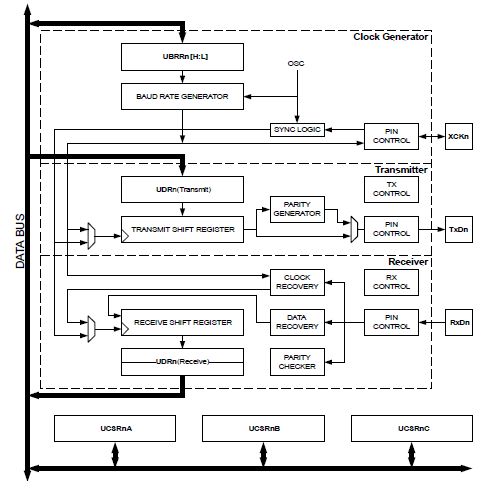 Clock Generator
UBRRn [H:L]
OSC
BAUD RATE GENERATOR
SYNC LOGIC
PIN
CONTROL
XCKn
Transmitter
UDRn(Transmit)
TX
CONTROL
PARITY
GENERATOR
TRANSMIT SHIFT REGISTER
PIN
CONTROL
TxDn
DATA BUS
Receiver
CLOCK
RECOVERY
RX
CONTROL
RECEIVE SHIFT REGISTER
DATA
RECOVERY
PIN
CONTROL
RxDn
UDRn(Receive)
PARITY
CHECKER
UCSRnA
UCSRnB
UCSRnC